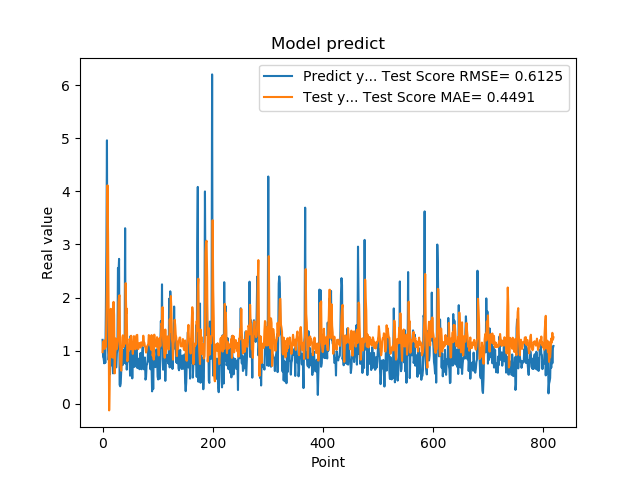 Model predict
Predict y... Test Score RMSE= 0.6125
Test y... Test Score MAE= 0.4491
Real value
6
5
4
3
2
1
0
0 200 400 600 800
Point